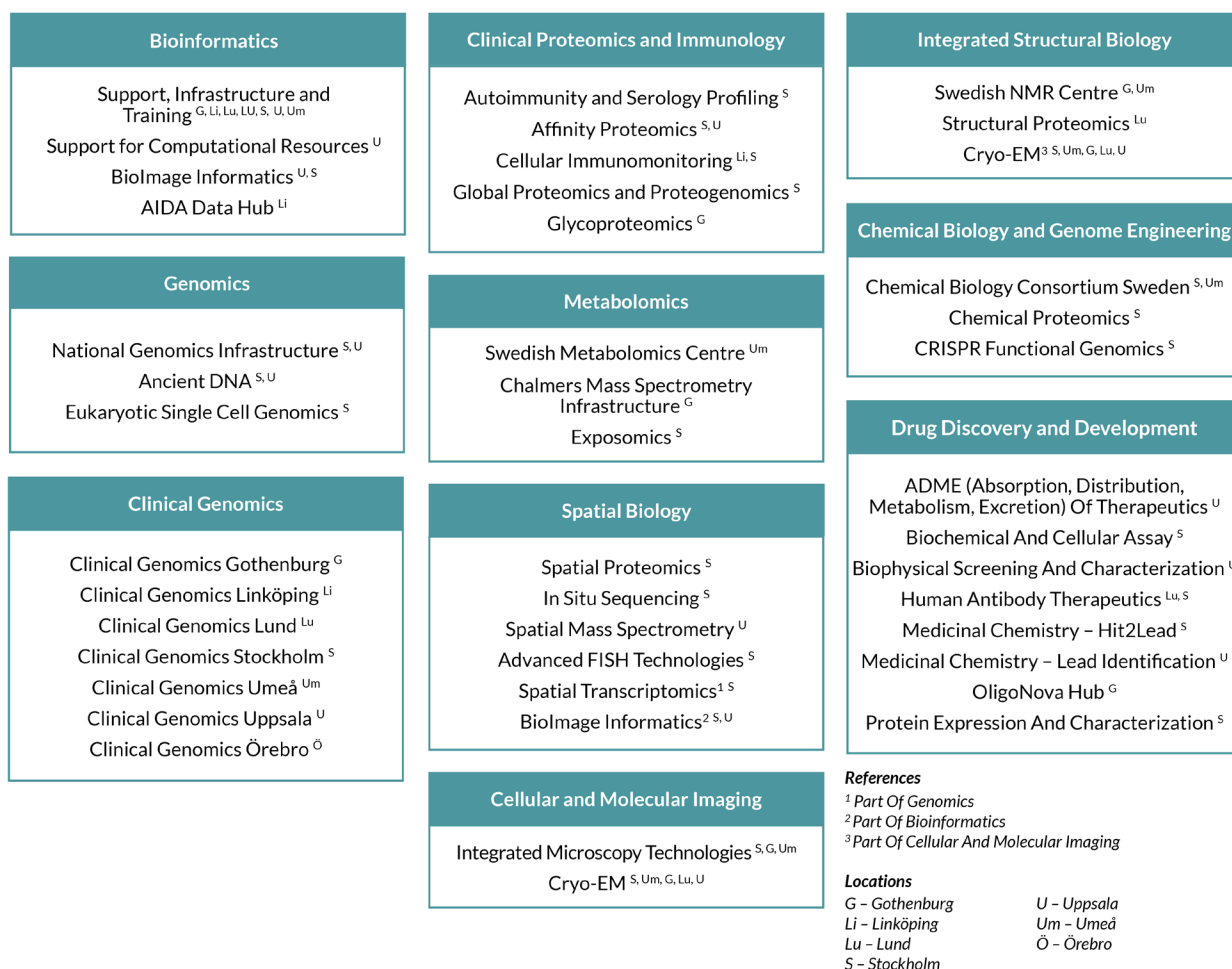 Bioinformatics
Support, Infrastructure and
Training G, Li, Lu, LU, S, U, Um
Support for Computational Resources U
BioImage Informatics U, S
AIDA Data Hub Li
Genomics
National Genomics Infrastructure S, U
Ancient DNA S, U
Eukaryotic Single Cell Genomics S
Clinical Genomics
Clinical Genomics Gothenburg G
Clinical Genomics Linköping Li
Clinical Genomics Lund Lu
Clinical Genomics Stockholm S
Clinical Genomics Umeå Um
Clinical Genomics Uppsala U
Clinical Genomics Örebro Ö
Clinical Proteomics and Immunology
Autoimmunity and Serology Profiling S
Affinity Proteomics S, U
Cellular Immunomonitoring Li, S
Global Proteomics and Proteogenomics S
Glycoproteomics G
Metabolomics
Swedish Metabolomics Centre Um
Chalmers Mass Spectrometry
Infrastructure G
Exposomics S
Spatial Biology
Spatial Proteomics S
In Situ Sequencing S
Spatial Mass Spectrometry U
Advanced FISH Technologies S
Spatial Transcriptomics1 S
BioImage Informatics2 S, U
Cellular and Molecular Imaging
Integrated Microscopy Technologies S, G, Um
Cryo-EM S, Um, G, Lu, U
Integrated Structural Biology
Swedish NMR Centre G, Um
Structural Proteomics Lu
Cryo-EM3 S, Um, G, Lu, U
Chemical Biology and Genome Engineering
Chemical Biology Consortium Sweden S, Um
Chemical Proteomics S
CRISPR Functional Genomics S
Drug Discovery and Development
ADME (Absorption, Distribution,
Metabolism, Excretion) Of Therapeutics U
Biochemical And Cellular Assay S
Biophysical Screening And Characterization
Human Antibody Therapeutics Lu, S
Medicinal Chemistry – Hit2Lead S
Medicinal Chemistry – Lead Identification U
OligoNova Hub G
Protein Expression And Characterization S
References
1 Part Of Genomics
2 Part Of Bioinformatics
3 Part Of Cellular And Molecular Imaging
Locations
G – Gothenburg
Li – Linköping
Lu – Lund
S – Stockholm
U – Uppsala
Um – Umeå
Ö – Örebro